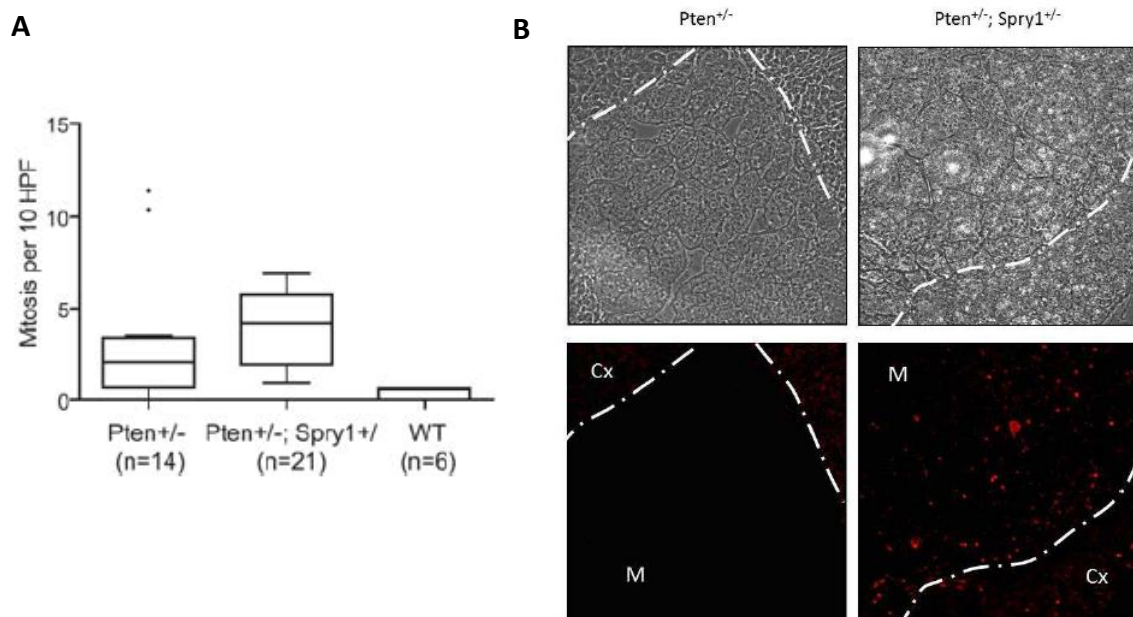 A
Mitosis per 10 HPF
15
10
5
0
Pten+/-
(n=14)
Pten+/-; Spry1+/
(n=21)
WT
(n=6)
B
Pten+/-
Pten+/-; Spry1+/-
Cx
M
M
Cx